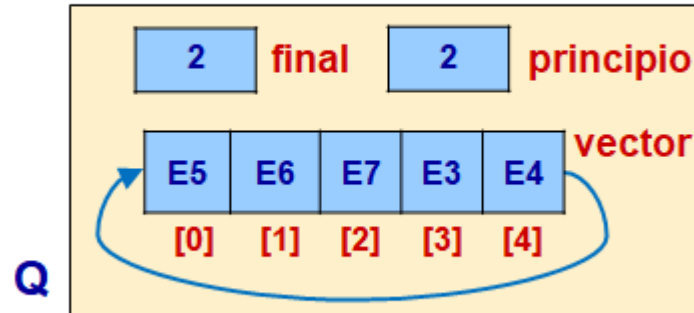 2 final 2 principio
E5 E6 E7 E3 E4 vector
[0] [1] [2] [3] [4]
Q